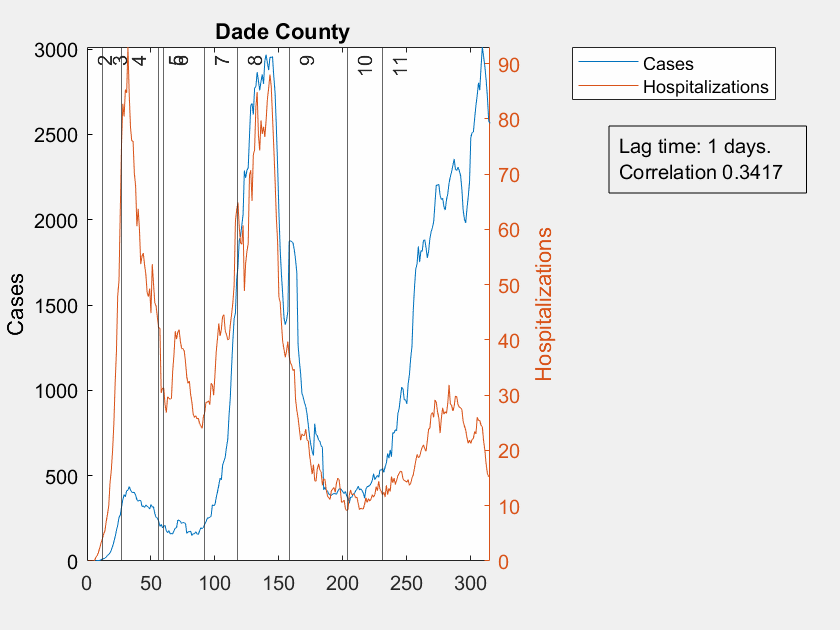 Dade County
2 3 4 5 6 7 8 9 10 11
Cases
3000
2500
2000
1500
1000
500
0
Hospitalizations
90
80
70
60
50
40
30
20
10
0
0 50 100 150 200 250 300
Cases
Hospitalizations
Lag time: 1 days.
Correlation 0.3417